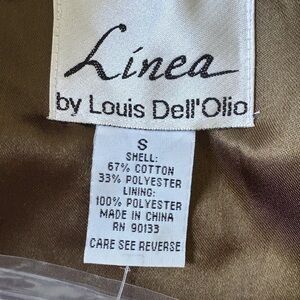 Linea
by Louis Dell'Olio
S
SHELL:
67% COTTON
33% POLYESTER
LINING:
100% POLYESTER
MADE IN CHINA
RN 90133
CARE SEE REVERSE